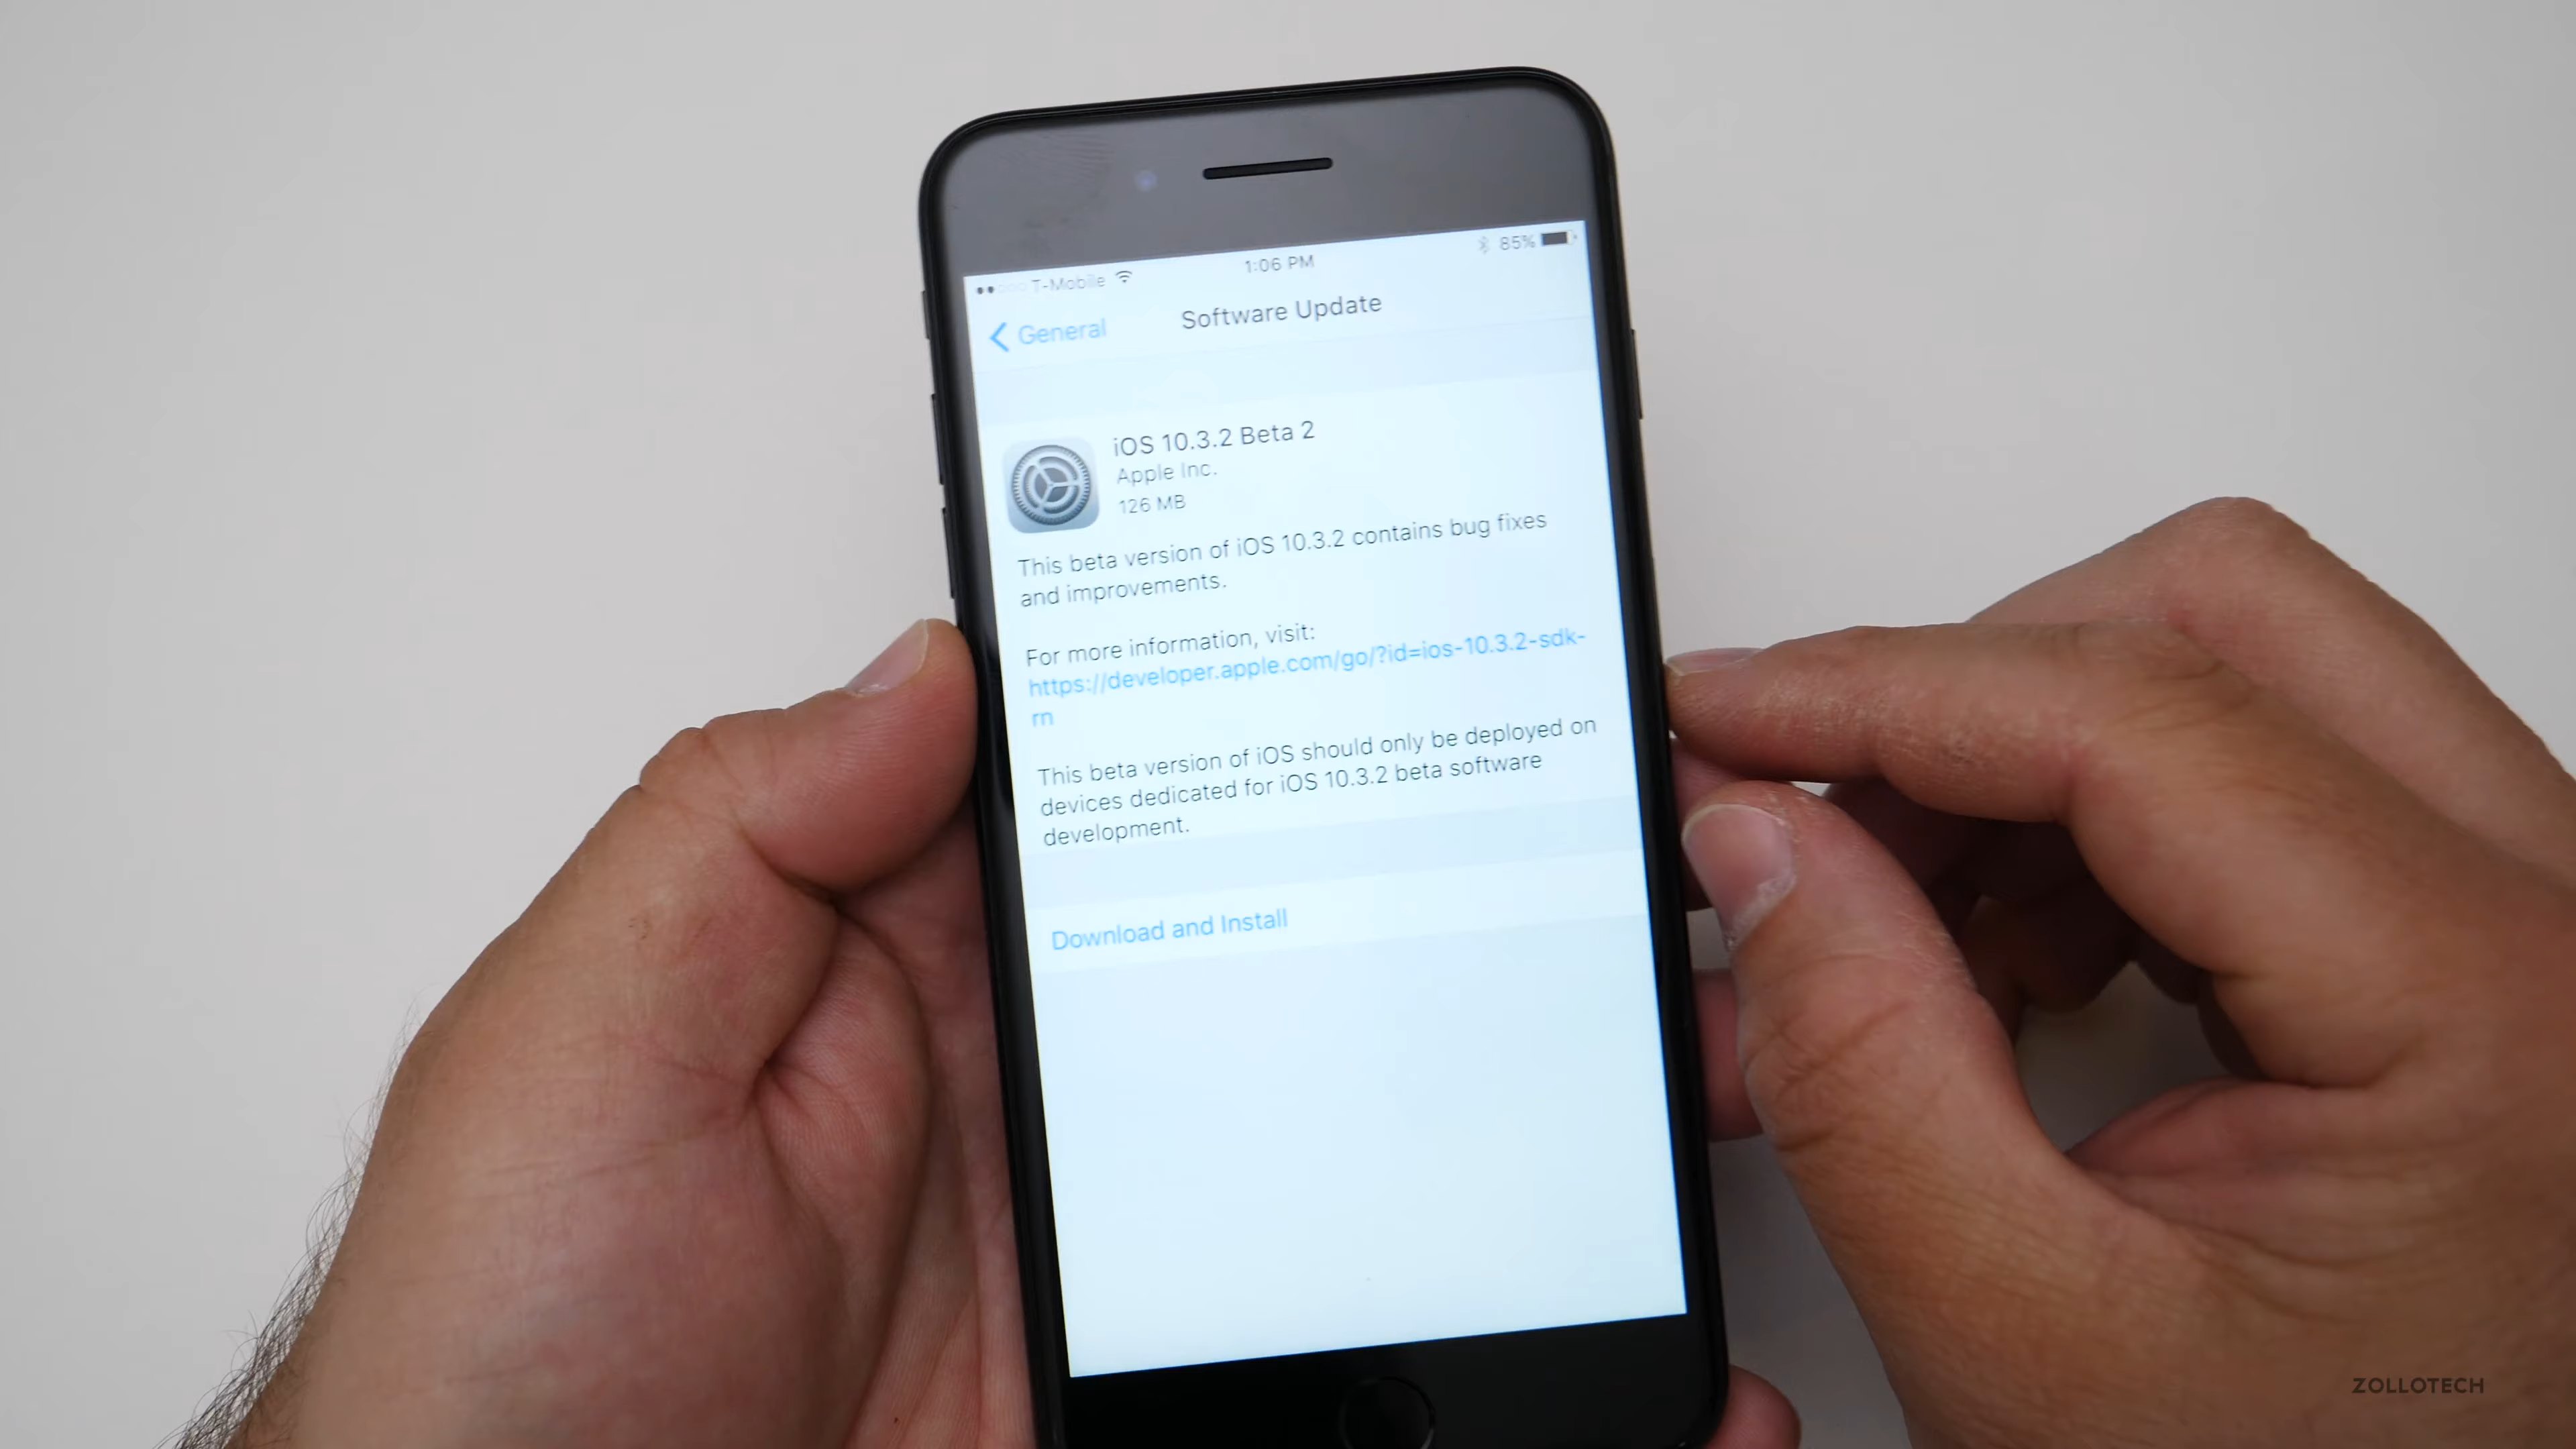 T-Mobile
1:06 PM
85%
General
Software Update
iOS 10.3.2 Beta 2
Apple Inc.
126 MB
This beta version of iOS 10.3.2 contains bug fixes
and improvements.
For more information, visit:
https://developer.apple.com/go/?id=ios-10.3.2-sdk-
rn
This beta version of iOS should only be deployed on
devices dedicated for iOS 10.3.2 beta software
development.
Download and Install
ZOLLOTECH